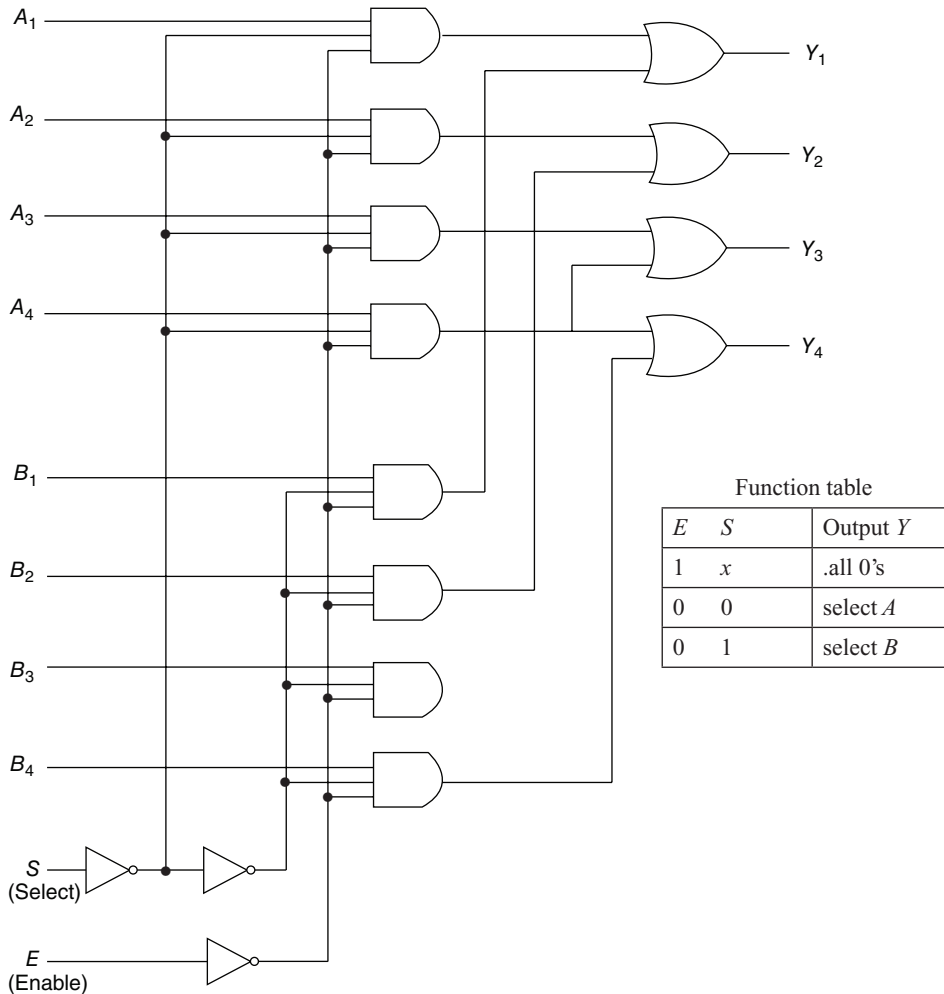 A1
Y1
A2
Y2
A3
Y3
A4
Y4
B1
Function table
E S Output Y
1 x .all 0's
0 0 select A
0 1 select B
B2
B3
B4
S
(Select)
E
(Enable)